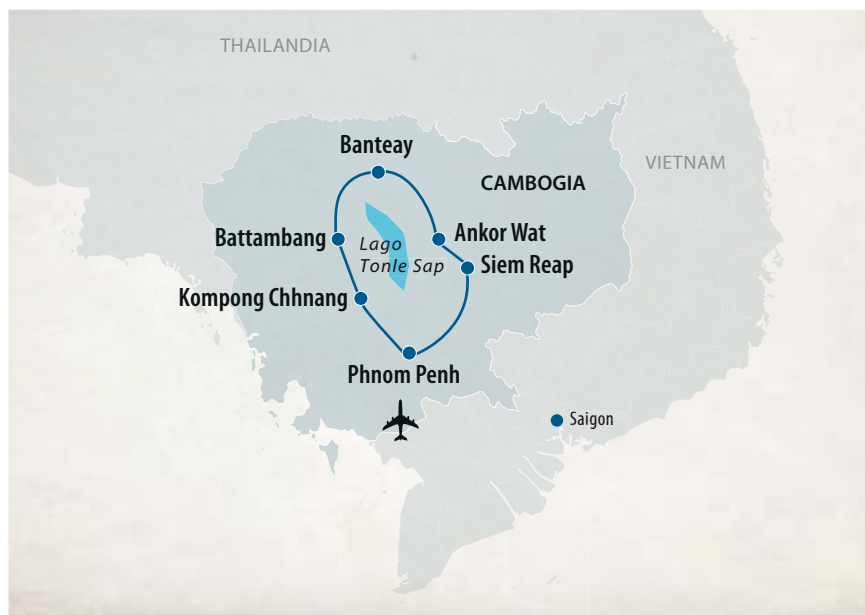 THAILANDIA
Banteay
VIETNAM
CAMBOGIA
Battambang
Lago
Tonle Sap
Ankor Wat
Siem Reap
Kompong Chhnang
Phnom Penh
Saigon